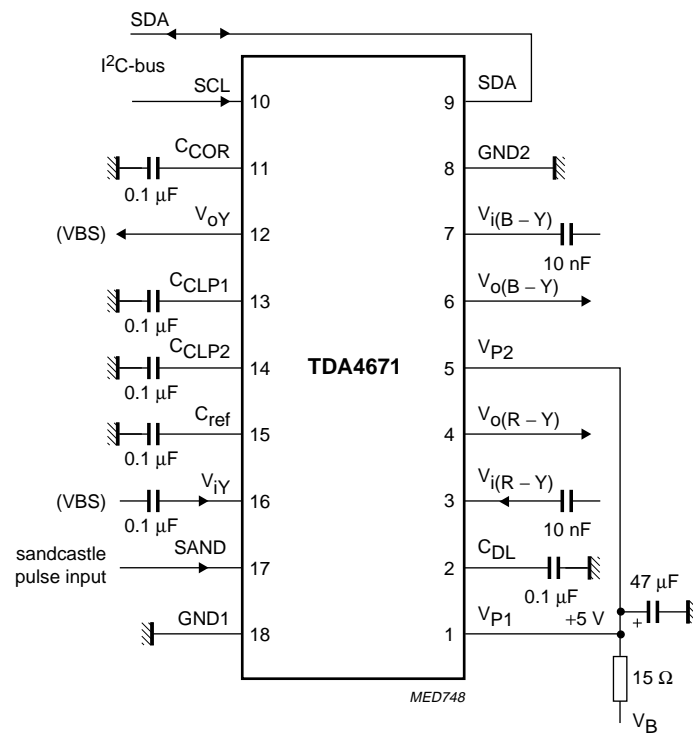 SDA
I²C-bus
SCL
10
CCOR
11
0.1 μF
VoY
(VBS)
12
CCLP1
13
0.1 μF
CCLP2
14
0.1 μF
Cref
15
0.1 μF
ViY
(VBS)
16
0.1 μF
sandcastle
pulse input
SAND
17
GND1
18
TDA4671
SDA
9
GND2
8
Vi(B – Y)
7
10 nF
Vo(B – Y)
6
VP2
5
Vo(R – Y)
4
Vi(R – Y)
3
10 nF
CDL
2
0.1 μF
47 μF
VP1
+5 V
+
1
15 Ω
VB
MED748